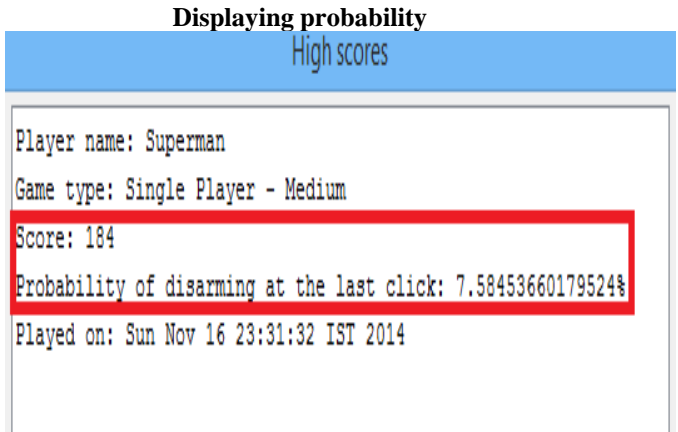 Displaying probability
High scores
Player name: Superman
Game type: Single Player - Medium
Score: 184
Probability of disarming at the last click: 7.58453660179524%
Played on: Sun Nov 16 23:31:32 IST 2014